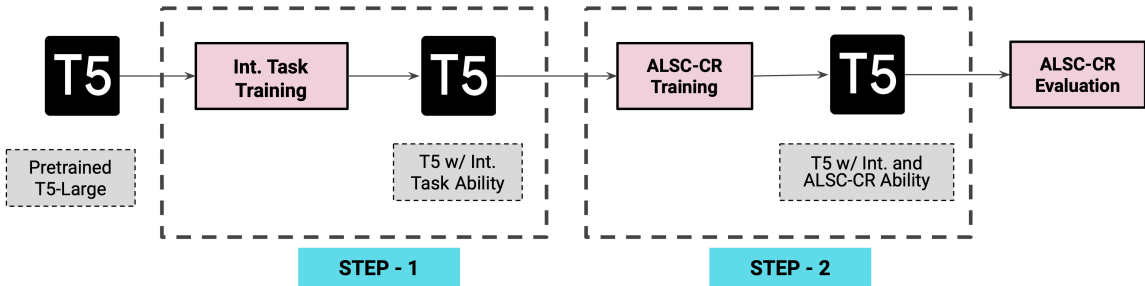 T5
Int. Task
Training
T5
ALSC-CR
Training
T5
ALSC-CR
Evaluation
Pretrained
T5-Large
T5 w/ Int.
Task Ability
T5 w/ Int. and
ALSC-CR Ability
STEP - 1
STEP - 2